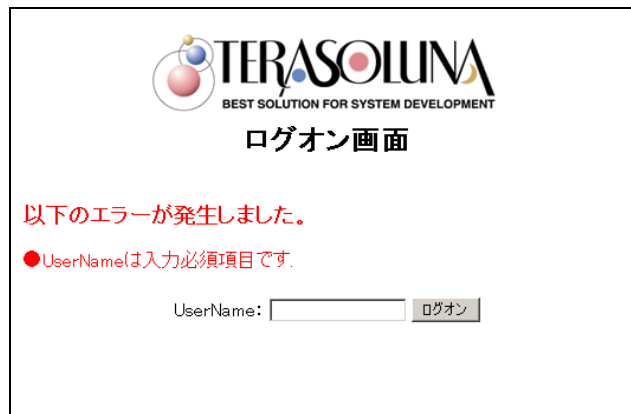 TERASOLUNA
BEST SOLUTION FOR SYSTEM DEVELOPMENT
ログオン画面
以下のエラーが発生しました。
●UserNameは入力必須項目です.
UserName: ログオン